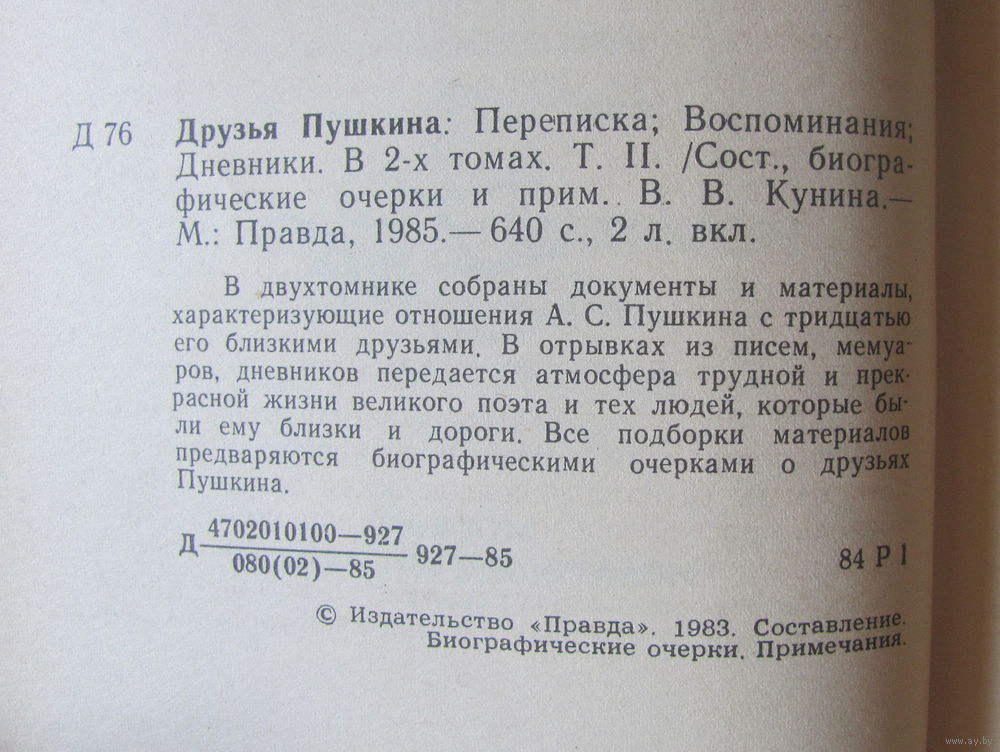 Д 76 Друзья Пушкина: Переписка; Воспоминания;
Дневники. В 2-х томах. Т. II. /Сост., биогра-
фические очерки и прим. В. В. Кунина.—
М.: Правда, 1985.— 640 с., 2 л. вкл.
В двухтомнике собраны документы и материалы,
характеризующие отношения А. С. Пушкина с тридцатью
его близкими друзьями. В отрывках из писем, мемуа-
ров, дневников передается атмосфера трудной и прек-
расной жизни великого поэта и тех людей, которые бы-
ли ему близки и дороги. Все подборки материалов
предваряются биографическими очерками о друзьях
Пушкина.
Д 4702010100—927
080(02)—85
927—85
84 Р 1
© Издательство «Правда». 1983. Составление.
Биографические очерки. Примечания.
www.ay.by